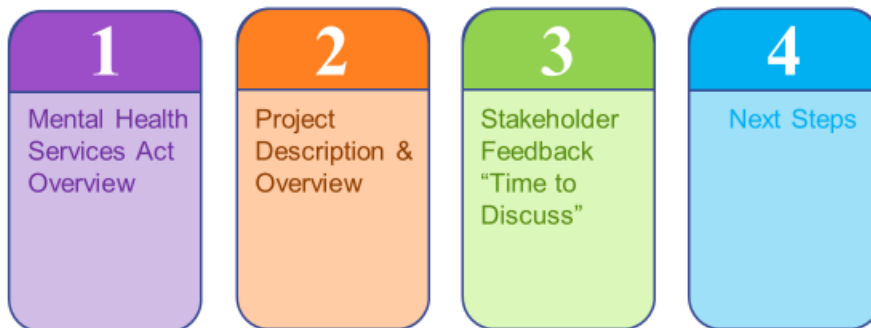 1
Mental Health
Services Act
Overview
2
Project
Description &
Overview
3
Stakeholder
Feedback
“Time to
Discuss”
4
Next Steps